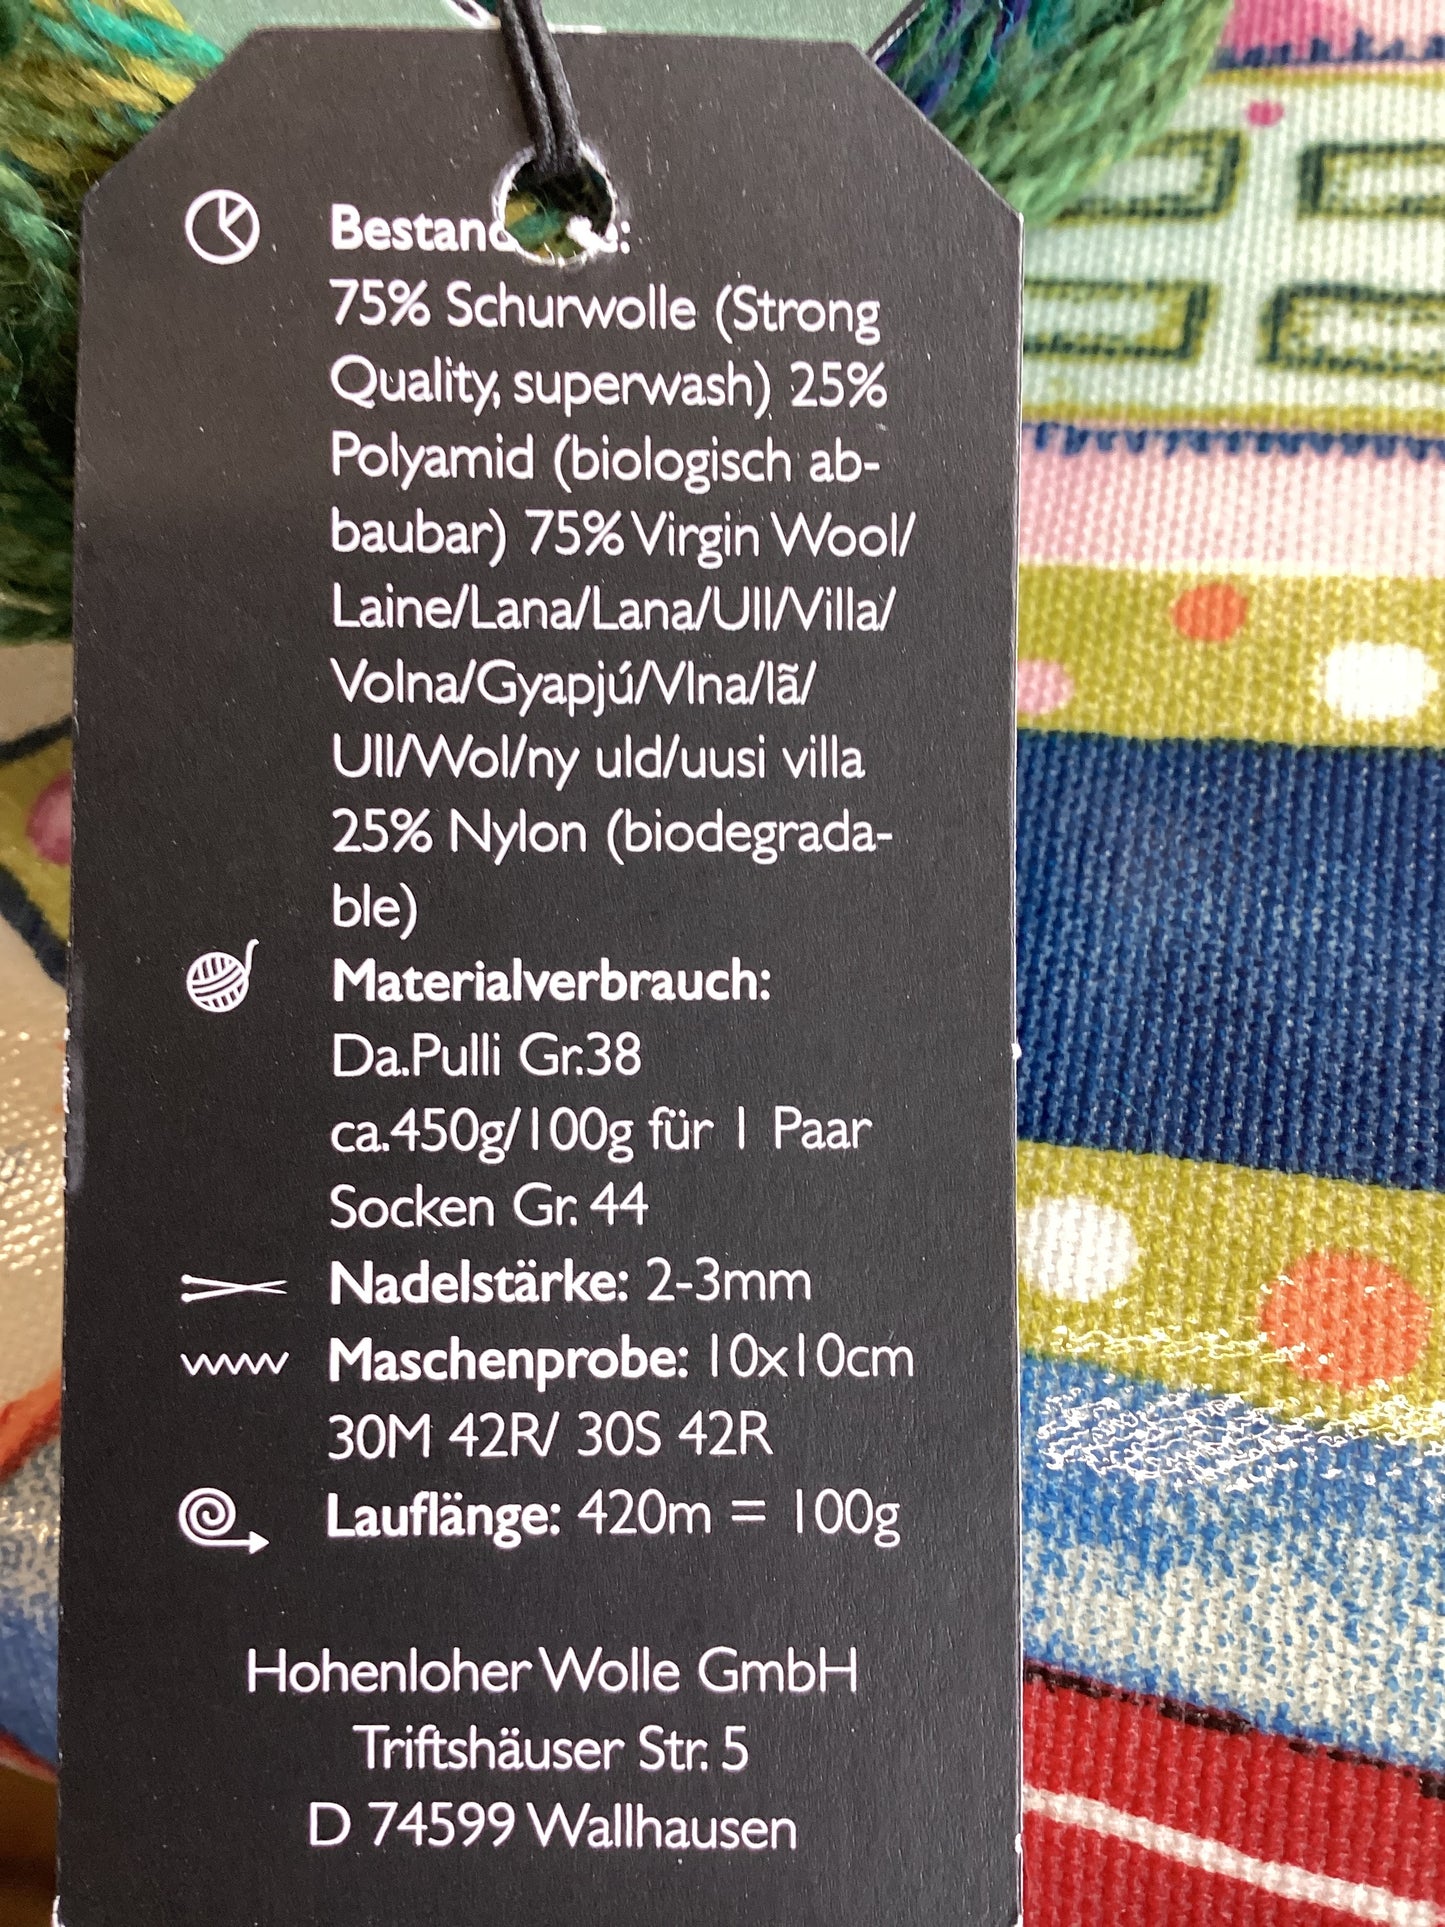 75% Schurwolle (Strong
Quality, superwash) 25%
Polyamid (biologisch ab-
baubar) 75% Virgin Wool/
Laine/Lana/Lana/Ull/Villa/
Volna/Gyapjú/Vlna/lã/
Ull/Wol/ny uld/uusi villa
25% Nylon (biodegrada-
ble)
Materialverbrauch:
Da.Pulli Gr.38
ca.450g/100g für 1 Paar
Socken Gr. 44
Nadelstärke: 2-3mm
Maschenprobe: 10x10cm
30M 42R/ 30S 42R
Lauflänge: 420m = 100g
Hohenloher Wolle GmbH
Triftshäuser Str. 5
D 74599 Wallhausen